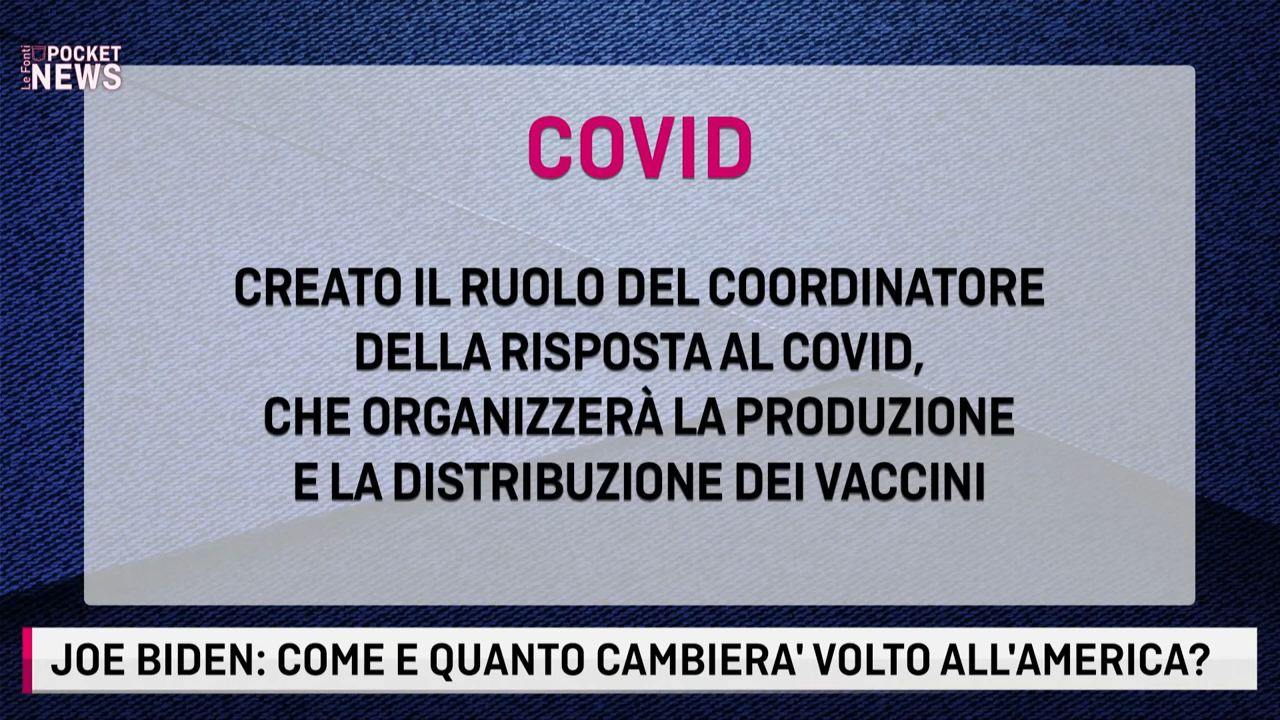 Le Fonti
POCKET
NEWS
COVID
CREATO IL RUOLO DEL COORDINATORE
DELLA RISPOSTA AL COVID,
CHE ORGANIZZERÀ LA PRODUZIONE
E LA DISTRIBUZIONE DEI VACCINI
JOE BIDEN: COME E QUANTO CAMBIERA' VOLTO ALL'AMERICA?